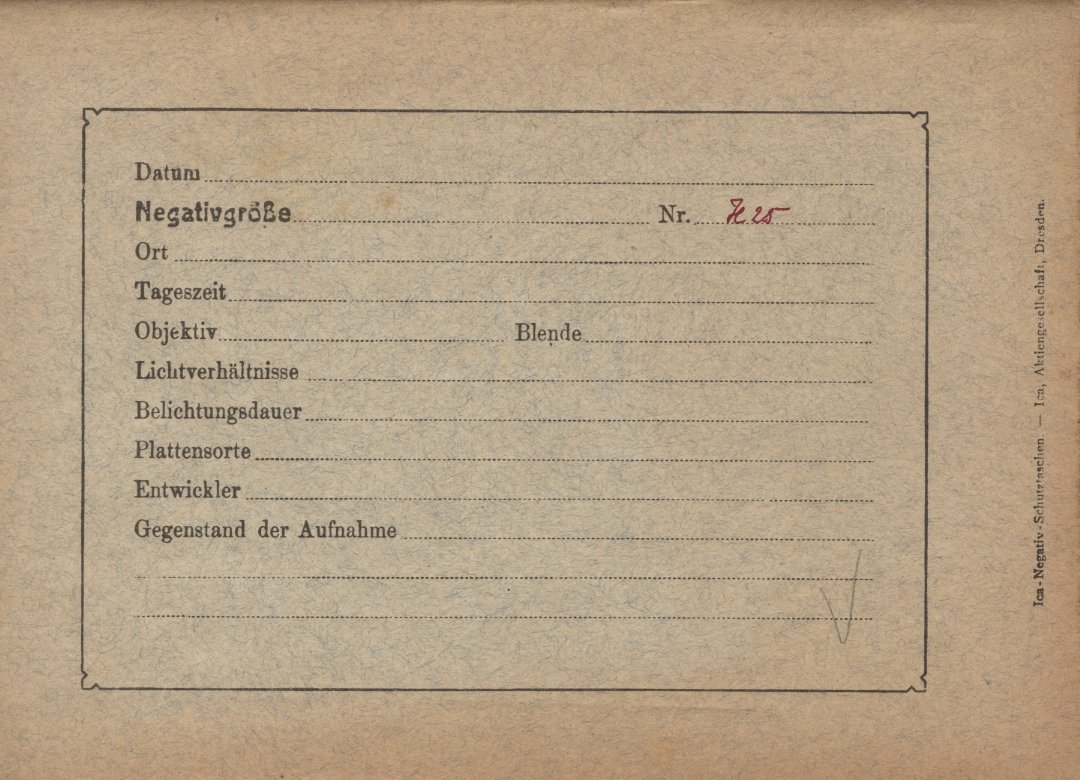 Datum
Negativgröße Nr. H 25
Ort
Tageszeit
Objektiv Blende
Lichtverhältnisse
Belichtungsdauer
Plattensorte
Entwickler
Gegenstand der Aufnahme
Ica-Negativ-Schutztaschen — Ica, Aktiengesellschaft, Dresden.